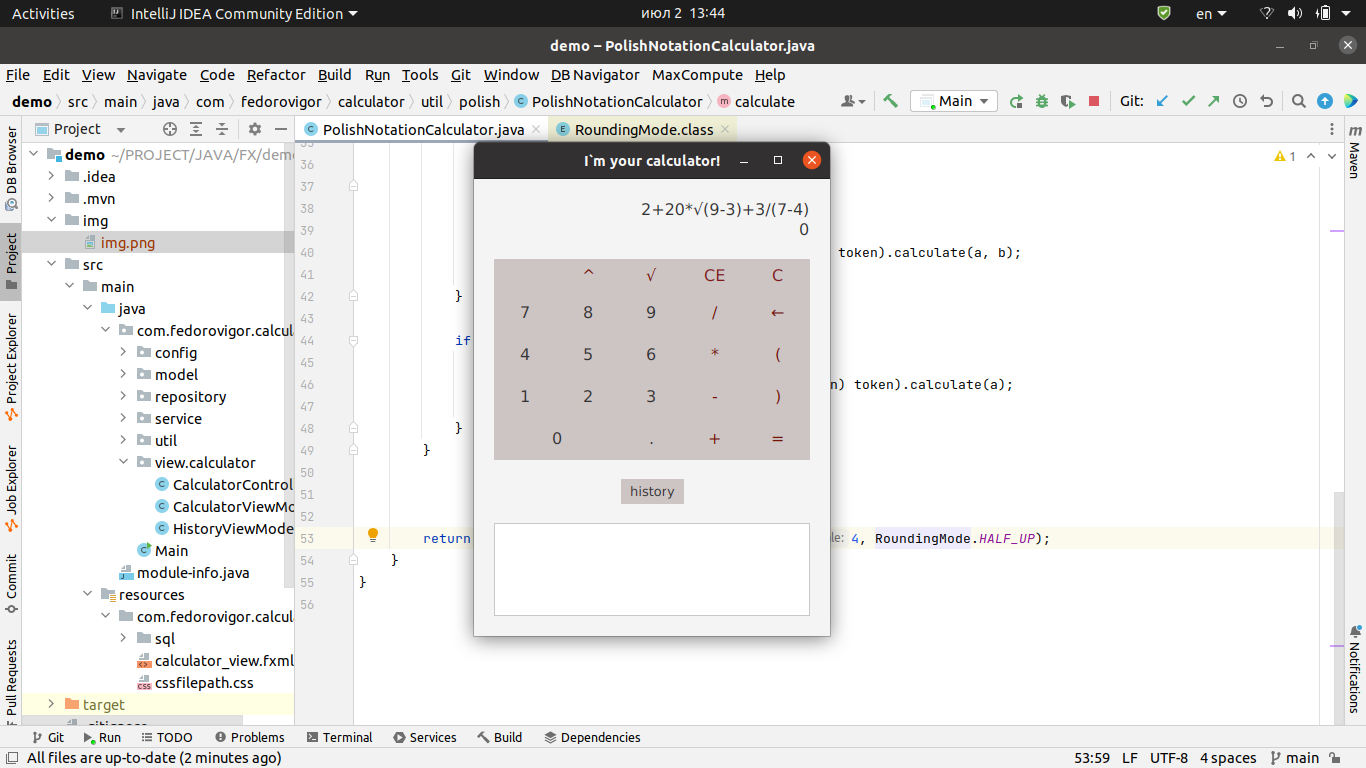 Activities IntelliJ IDEA Community Edition июл 2 13:44 en
demo – PolishNotationCalculator.java
File Edit View Navigate Code Refactor Build Run Tools Git Window DB Navigator MaxCompute Help
demo src main java com fedorovigor calculator util polish PolishNotationCalculator calculate Main Git:
Project PolishNotationCalculator.java RoundingMode.class
DB Browser
Project
Project Explorer
Job Explorer
Commit
Pull Requests
demo ~/PROJECT/JAVA/FX/demo
.idea
.mvn
img
img.png
src
main
java
com.fedorovigor.calcul
config
model
repository
service
util
view.calculator
CalculatorControl
CalculatorViewMo
HistoryViewMode
Main
module-info.java
resources
com.fedorovigor.calcul
sql
calculator_view.fxml
cssfilepath.css
target
35
36
37
38
39
40 token).calculate(a, b);
41
42 }
43
44 if
45
46 n) token).calculate(a);
47
48 }
49 }
50
51
52
53 return le: 4, RoundingMode.HALF_UP);
54 }
55 }
56
1
m
Maven
Notifications
I`m your calculator!
2+20*√(9-3)+3/(7-4)
0
^ √ CE C
7 8 9 / ←
4 5 6 * (
1 2 3 - )
0 . + =
history
Git Run TODO Problems Terminal Services Build Dependencies
All files are up-to-date (2 minutes ago) 53:59 LF UTF-8 4 spaces main